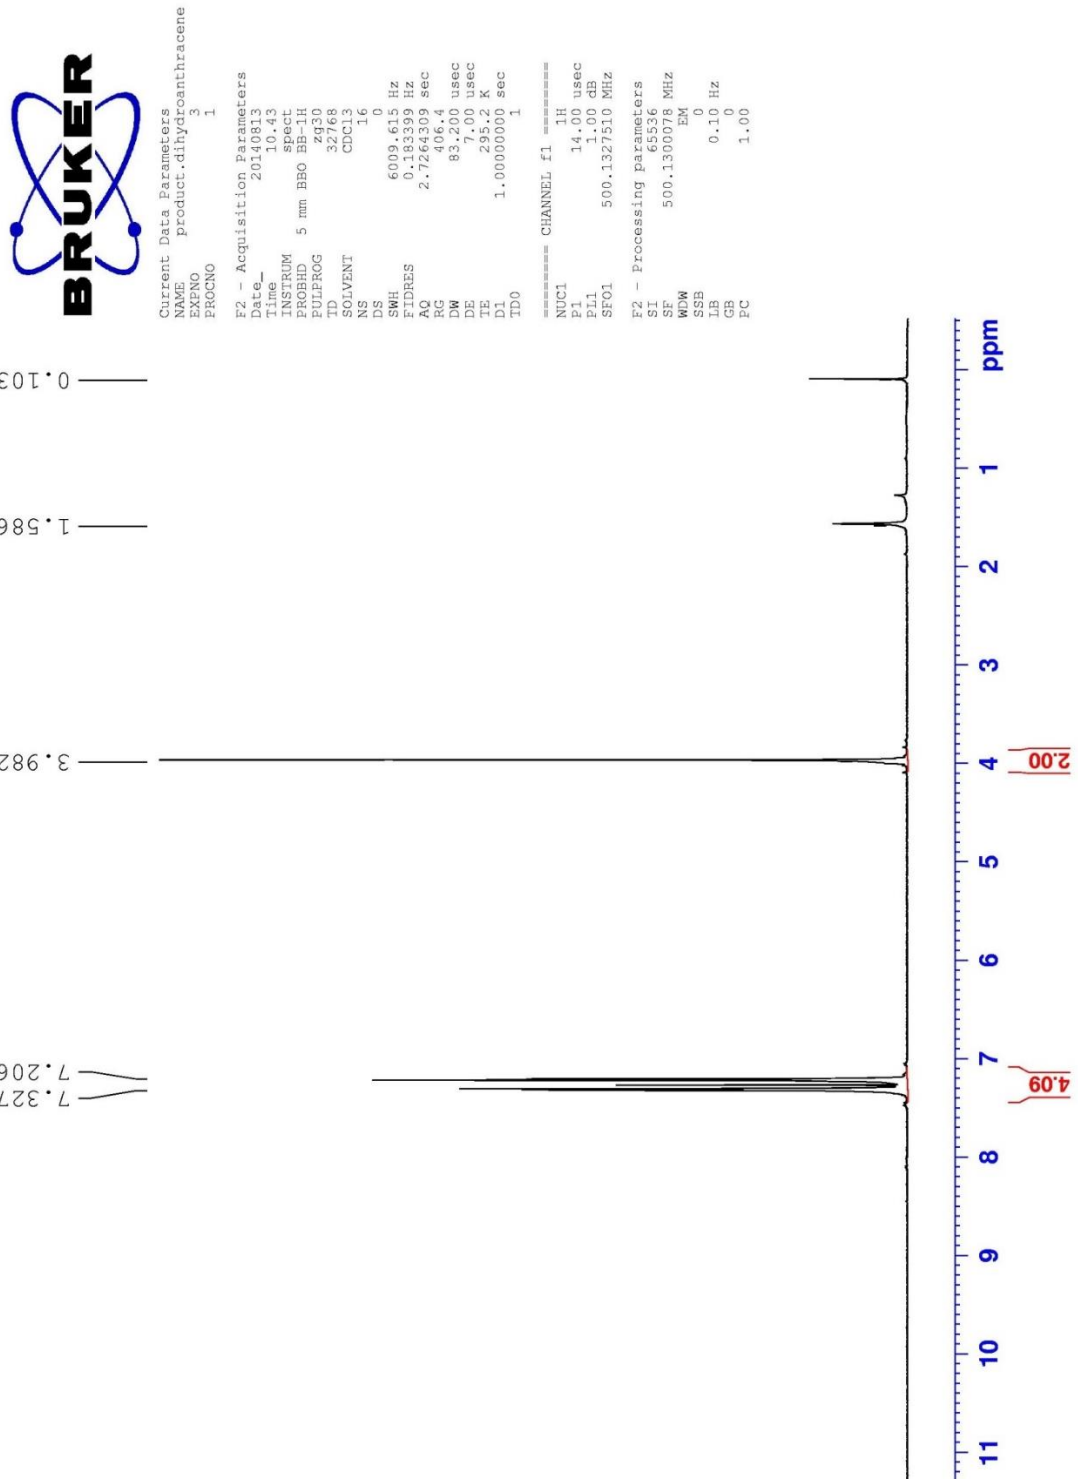 BRUKER
Current Data Parameters
NAME product.dihydroanthracene
EXPNO 3
PROCNO 1
F2 - Acquisition Parameters
Date_ 20140813
Time 10.43
INSTRUM spect
PROBHD 5 mm BBO BB-1H
PULPROG zg30
TD 32768
SOLVENT CDCl3
NS 16
DS 0
SWH 6009.615 Hz
FIDRES 0.183399 Hz
AQ 2.7264309 sec
RG 406.4
DW 83.200 usec
DE 7.00 usec
TE 295.2 K
D1 1.00000000 sec
TD0 1
======== CHANNEL f1 ========
NUC1 1H
P1 14.00 usec
PL1 1.00 dB
SFO1 500.1327510 MHz
F2 - Processing parameters
SI 65536
SF 500.1300078 MHz
WDW EM
SSB 0
LB 0.10 Hz
GB 0
PC 1.00
7.327
7.206
3.982
1.586
0.103
11 10 9 8 7 6 5 4 3 2 1 ppm
4.09
2.00